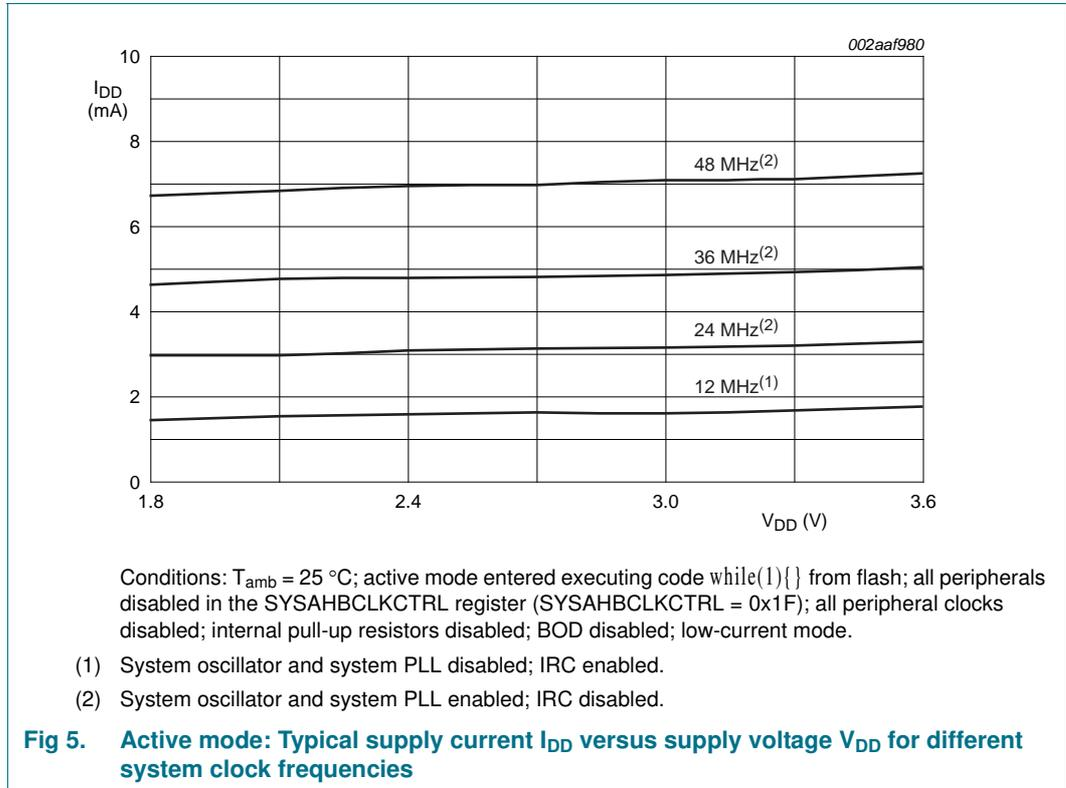 002aaf980
10
I_DD
(mA)
8
48 MHz(2)
6
36 MHz(2)
4
24 MHz(2)
2
12 MHz(1)
0
1.8 2.4 3.0 3.6
V_DD (V)
Conditions: T_amb = 25 °C; active mode entered executing code while(1){} from flash; all peripherals
disabled in the SYSAHBCLKCTRL register (SYSAHBCLKCTRL = 0x1F); all peripheral clocks
disabled; internal pull-up resistors disabled; BOD disabled; low-current mode.
(1) System oscillator and system PLL disabled; IRC enabled.
(2) System oscillator and system PLL enabled; IRC disabled.
Fig 5. Active mode: Typical supply current I_DD versus supply voltage V_DD for different
system clock frequencies